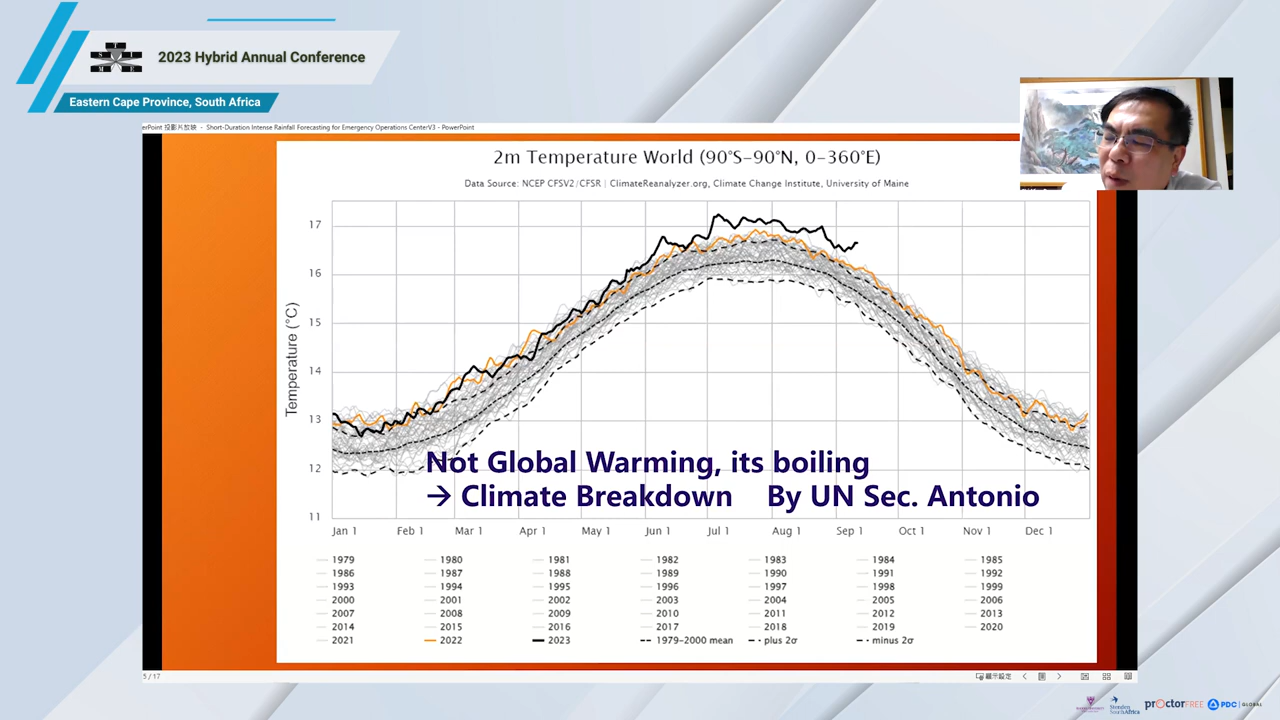 T
S I
M E
2023 Hybrid Annual Conference
Eastern Cape Province, South Africa
erPoint 投影片放映 - Short-Duration Intense Rainfall Forecasting for Emergency Operations CenterV3 - PowerPoint
2m Temperature World (90°S–90°N, 0–360°E)
Data Source: NCEP CFSV2/CFSR | ClimateReanalyzer.org, Climate Change Institute, University of Maine
Temperature (°C)
17
16
15
14
13
12
11
Not Global Warming, its boiling
→ Climate Breakdown By UN Sec. Antonio
Jan 1 Feb 1 Mar 1 Apr 1 May 1 Jun 1 Jul 1 Aug 1 Sep 1 Oct 1 Nov 1 Dec 1
1979 1980 1981 1982 1983 1984 1985
1986 1987 1988 1989 1990 1991 1992
1993 1994 1995 1996 1997 1998 1999
2000 2001 2002 2003 2004 2005 2006
2007 2008 2009 2010 2011 2012 2013
2014 2015 2016 2017 2018 2019 2020
2021 2022 2023 1979–2000 mean plus 2σ minus 2σ
5 / 17
顯示設定
Stenden
South Africa
proctorFREE
PDC | GLOBAL